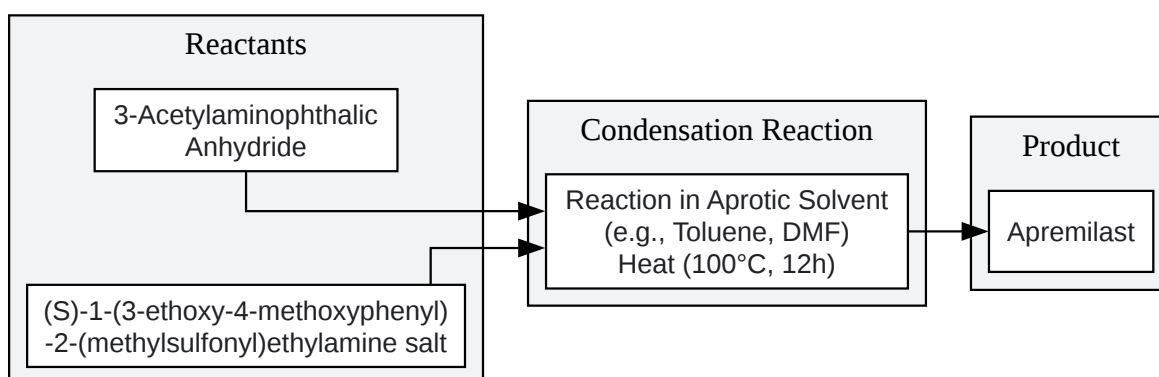 Reactants
3-Acetylaminophthalic
Anhydride
(S)-1-(3-ethoxy-4-methoxyphenyl)
-2-(methylsulfonyl)ethylamine salt
Condensation Reaction
Reaction in Aprotic Solvent
(e.g., Toluene, DMF)
Heat (100°C, 12h)
Product
Apremilast